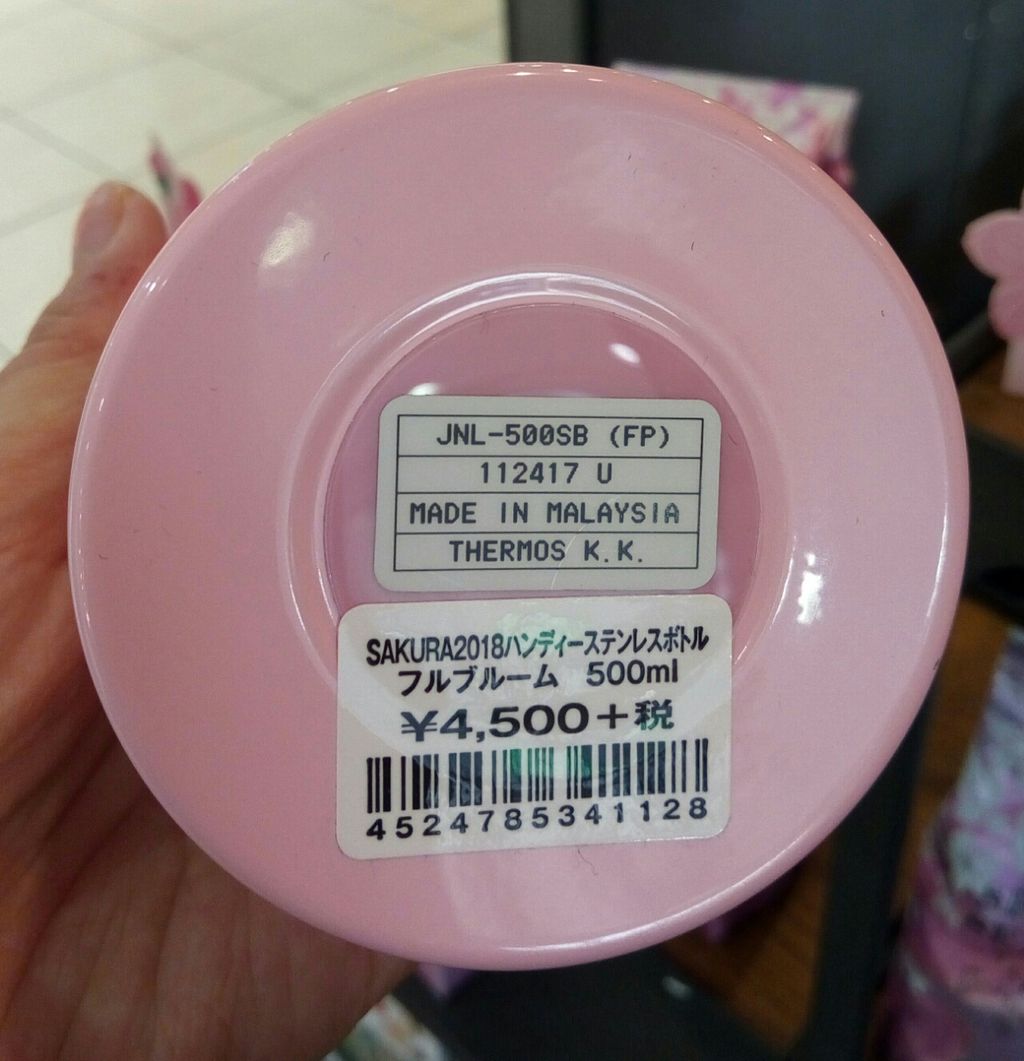 JNL-500SB (FP)
112417 U
MADE IN MALAYSIA
THERMOS K.K.
SAKURA2018ハンディーステンレスボトル
フルブルーム 500ml
¥4,500+税
4524785341128